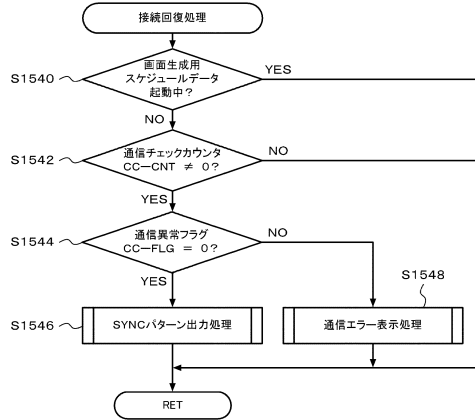 接続回復処理
画面生成用
スケジュールデータ
起動中?
S1540
YES
NO
通信チェックカウンタ
CC-CNT ≠ 0?
S1542
NO
YES
通信異常フラグ
CC-FLG = 0?
S1544
NO
YES
S1548
S1546
SYNCパターン出力処理
通信エラー表示処理
RET